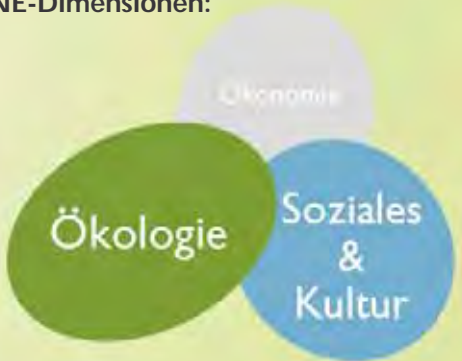 NE-Dimensionen:
Ökonomie
Ökologie
Soziales
&
Kultur